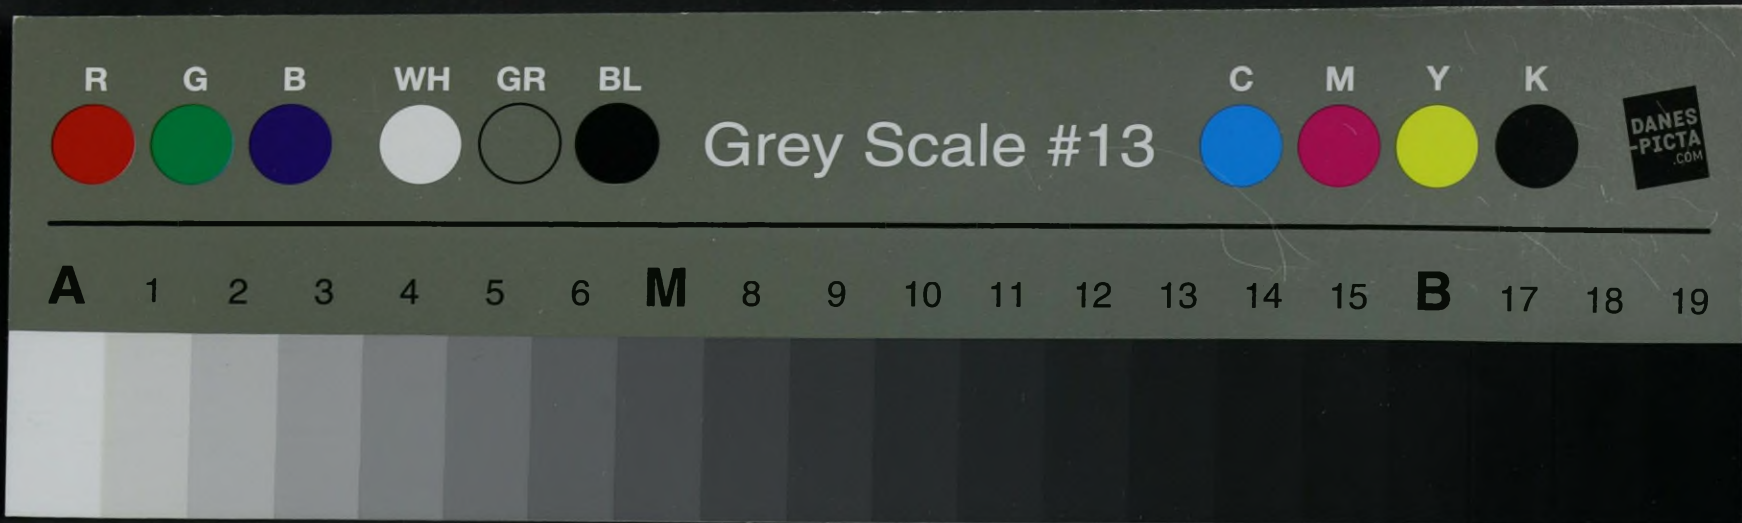 R G B WH GR BL C M Y K
Grey Scale #13
DANES
-PICTA
.COM
A 1 2 3 4 5 6 M 8 9 10 11 12 13 14 15 B 17 18 19